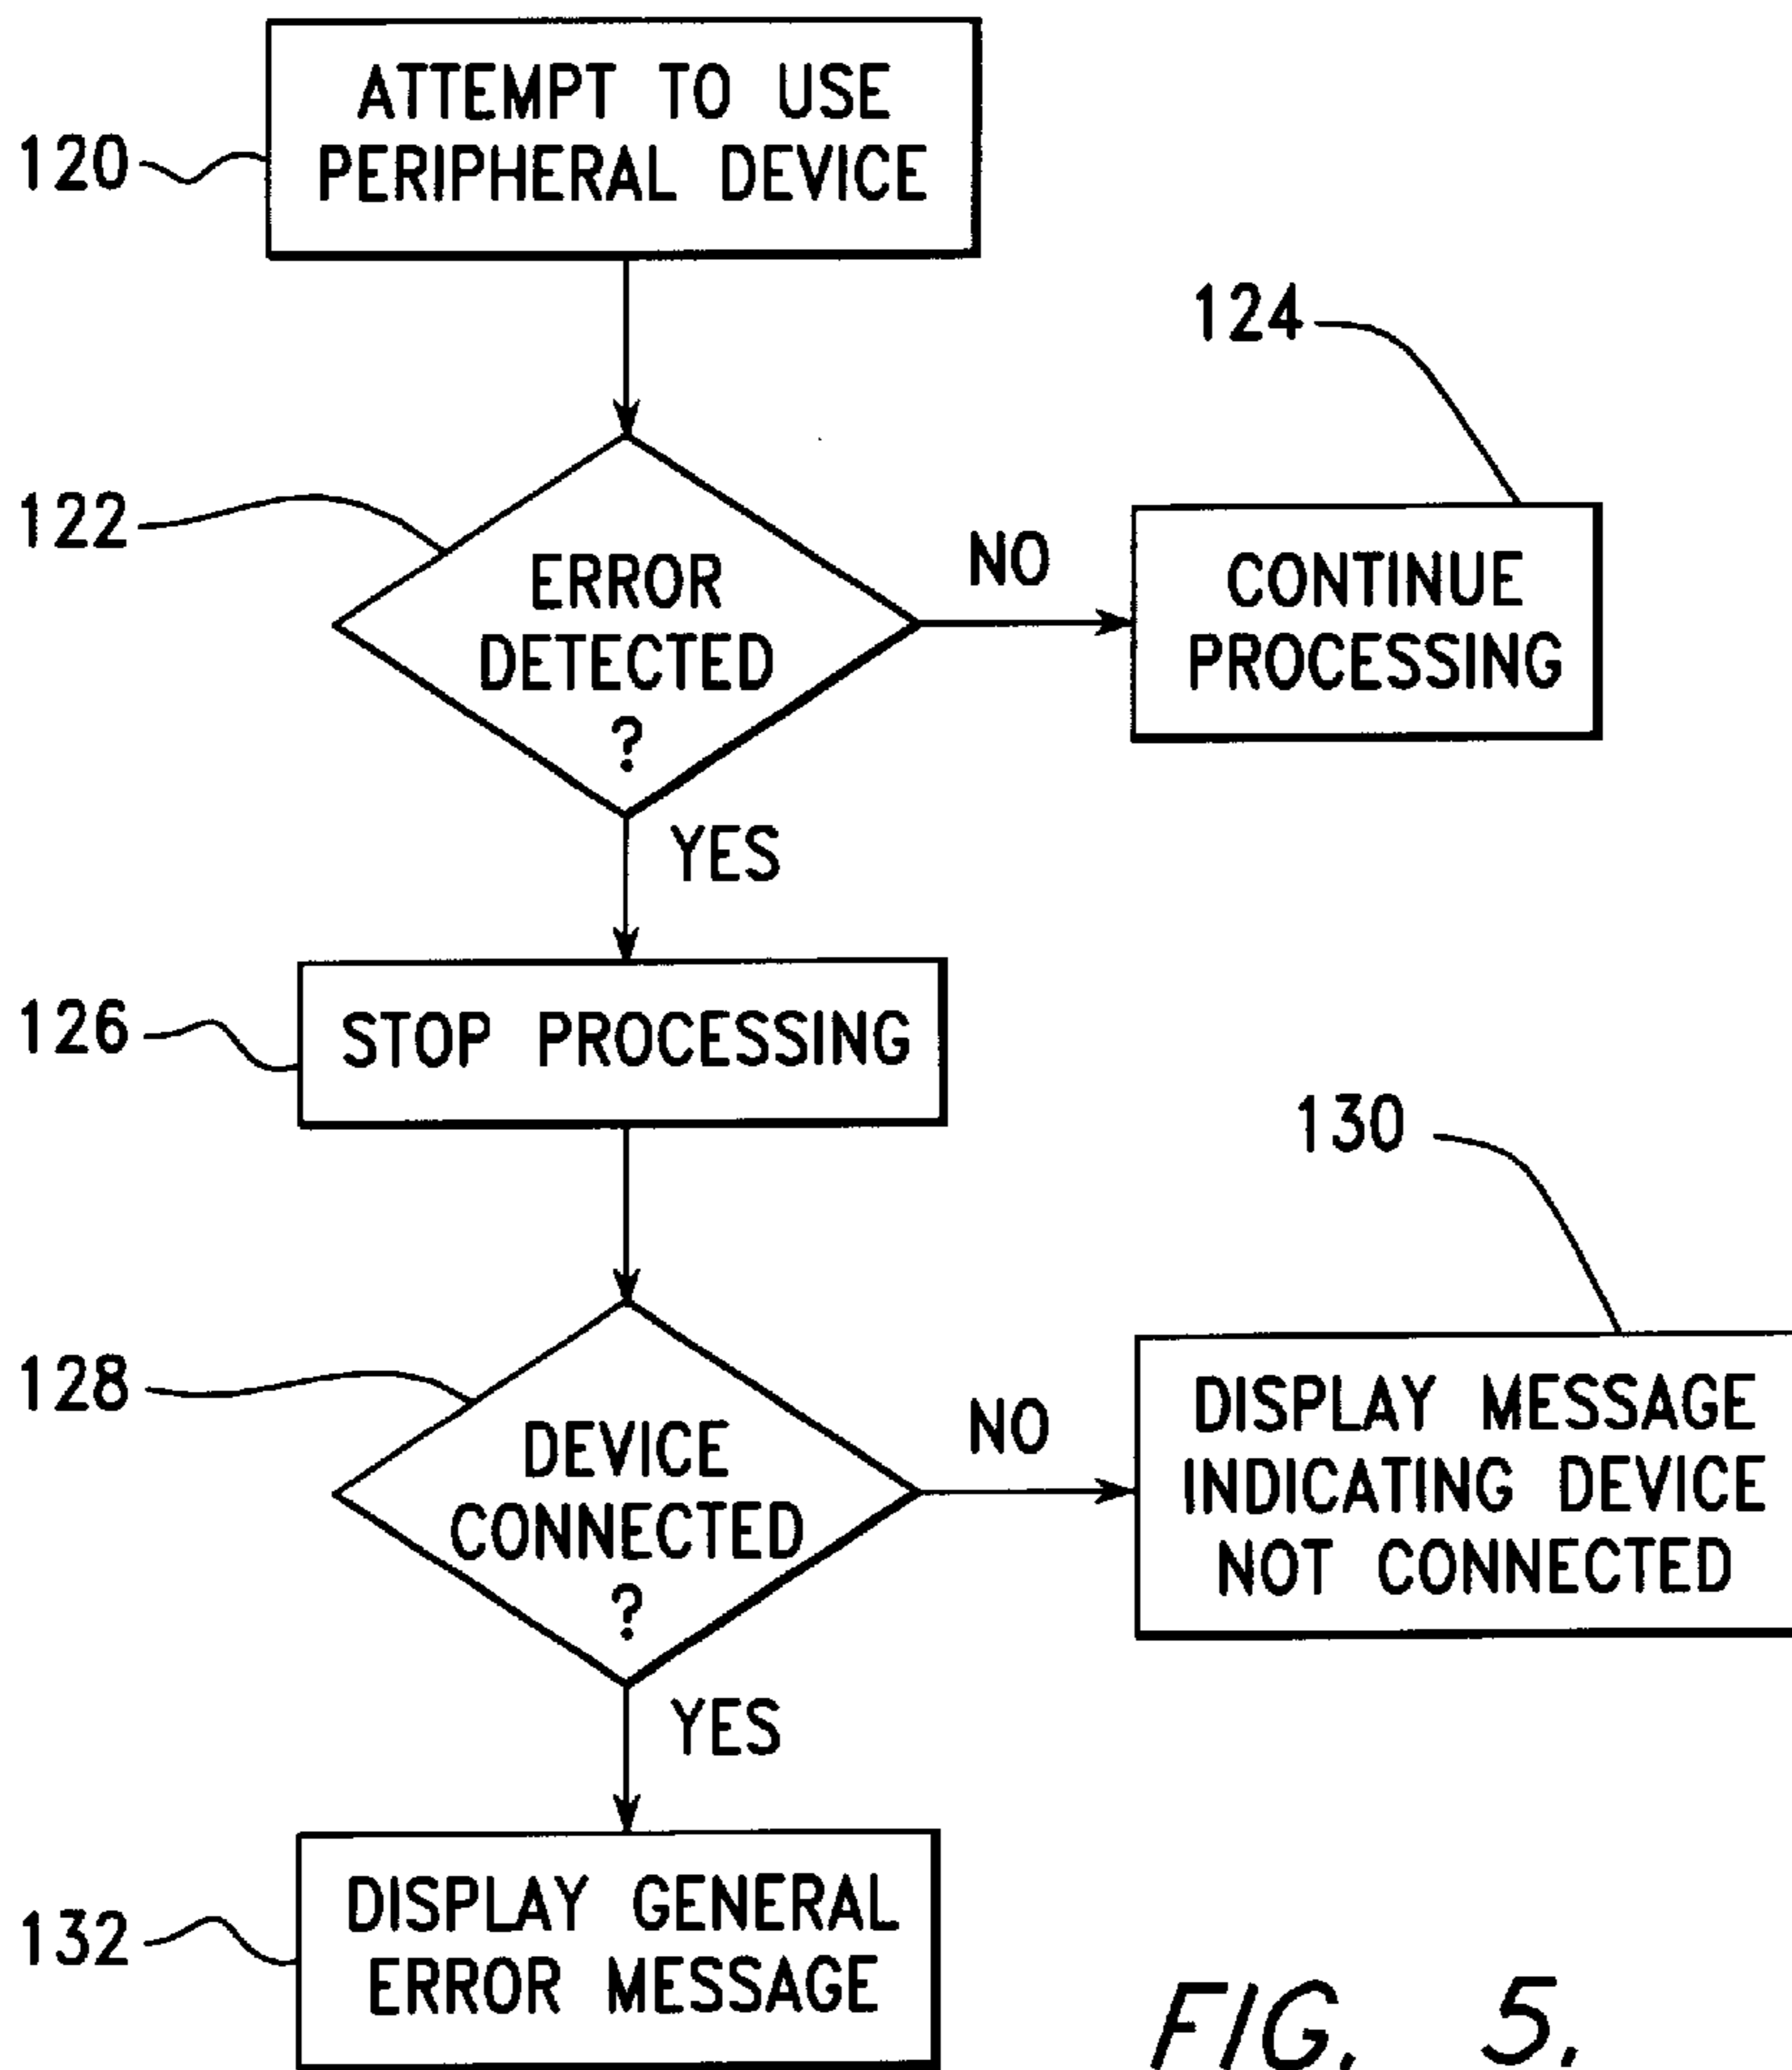 120
ATTEMPT TO USE
PERIPHERAL DEVICE
122
ERROR
DETECTED
?
NO
124
CONTINUE
PROCESSING
YES
126
STOP PROCESSING
128
DEVICE
CONNECTED
?
NO
130
DISPLAY MESSAGE
INDICATING DEVICE
NOT CONNECTED
YES
132
DISPLAY GENERAL
ERROR MESSAGE
FIG. 5.